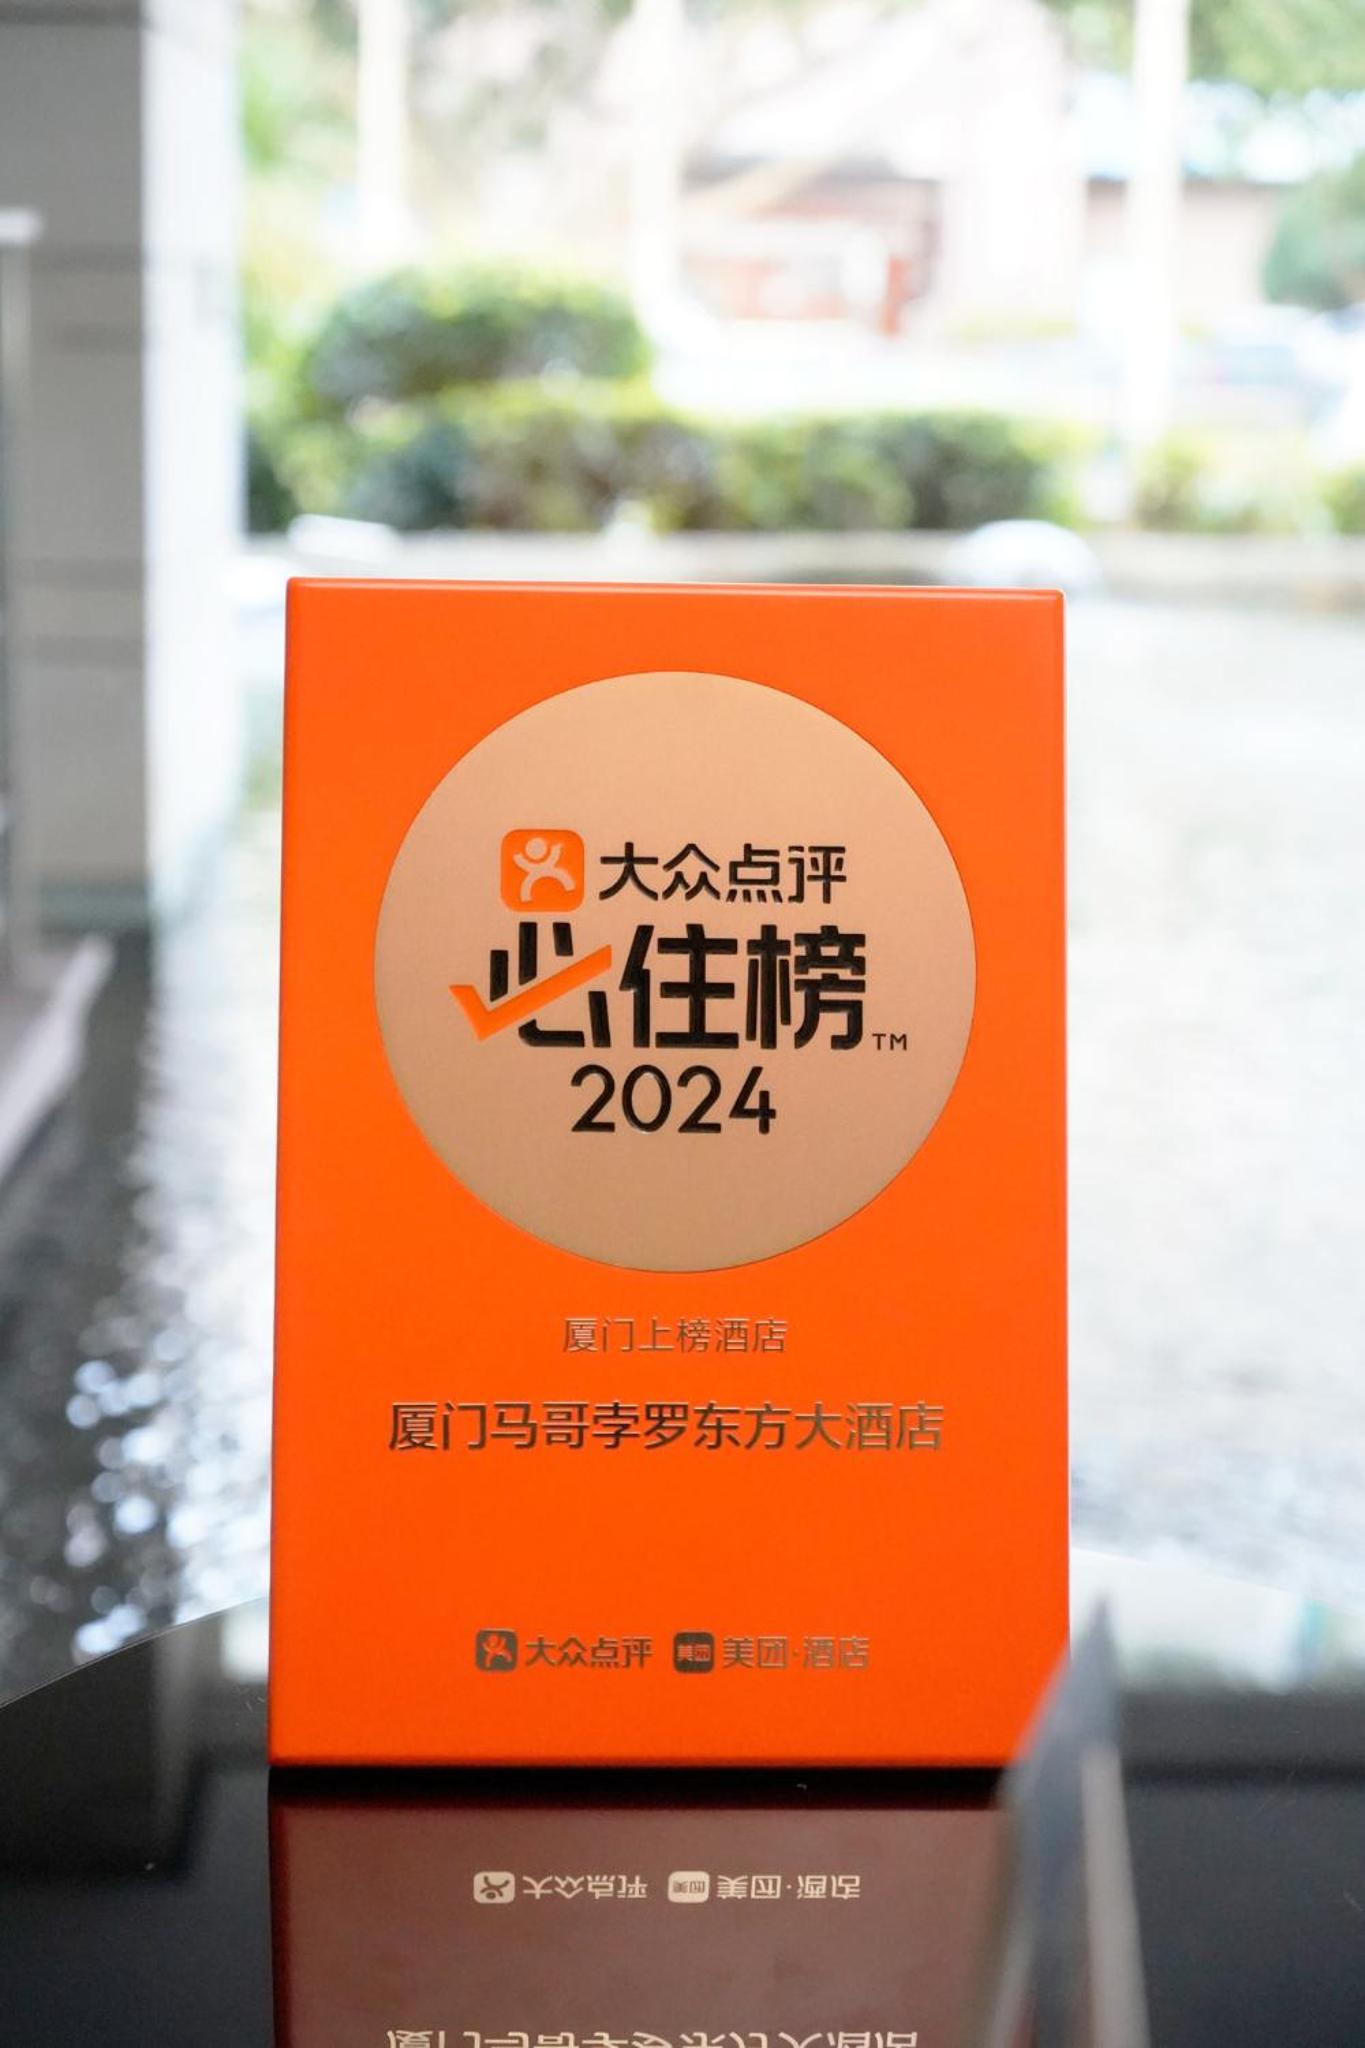 大众点评
必住榜™
2024
厦门上榜酒店
厦门马哥孛罗东方大酒店
大众点评 美团 美团·酒店